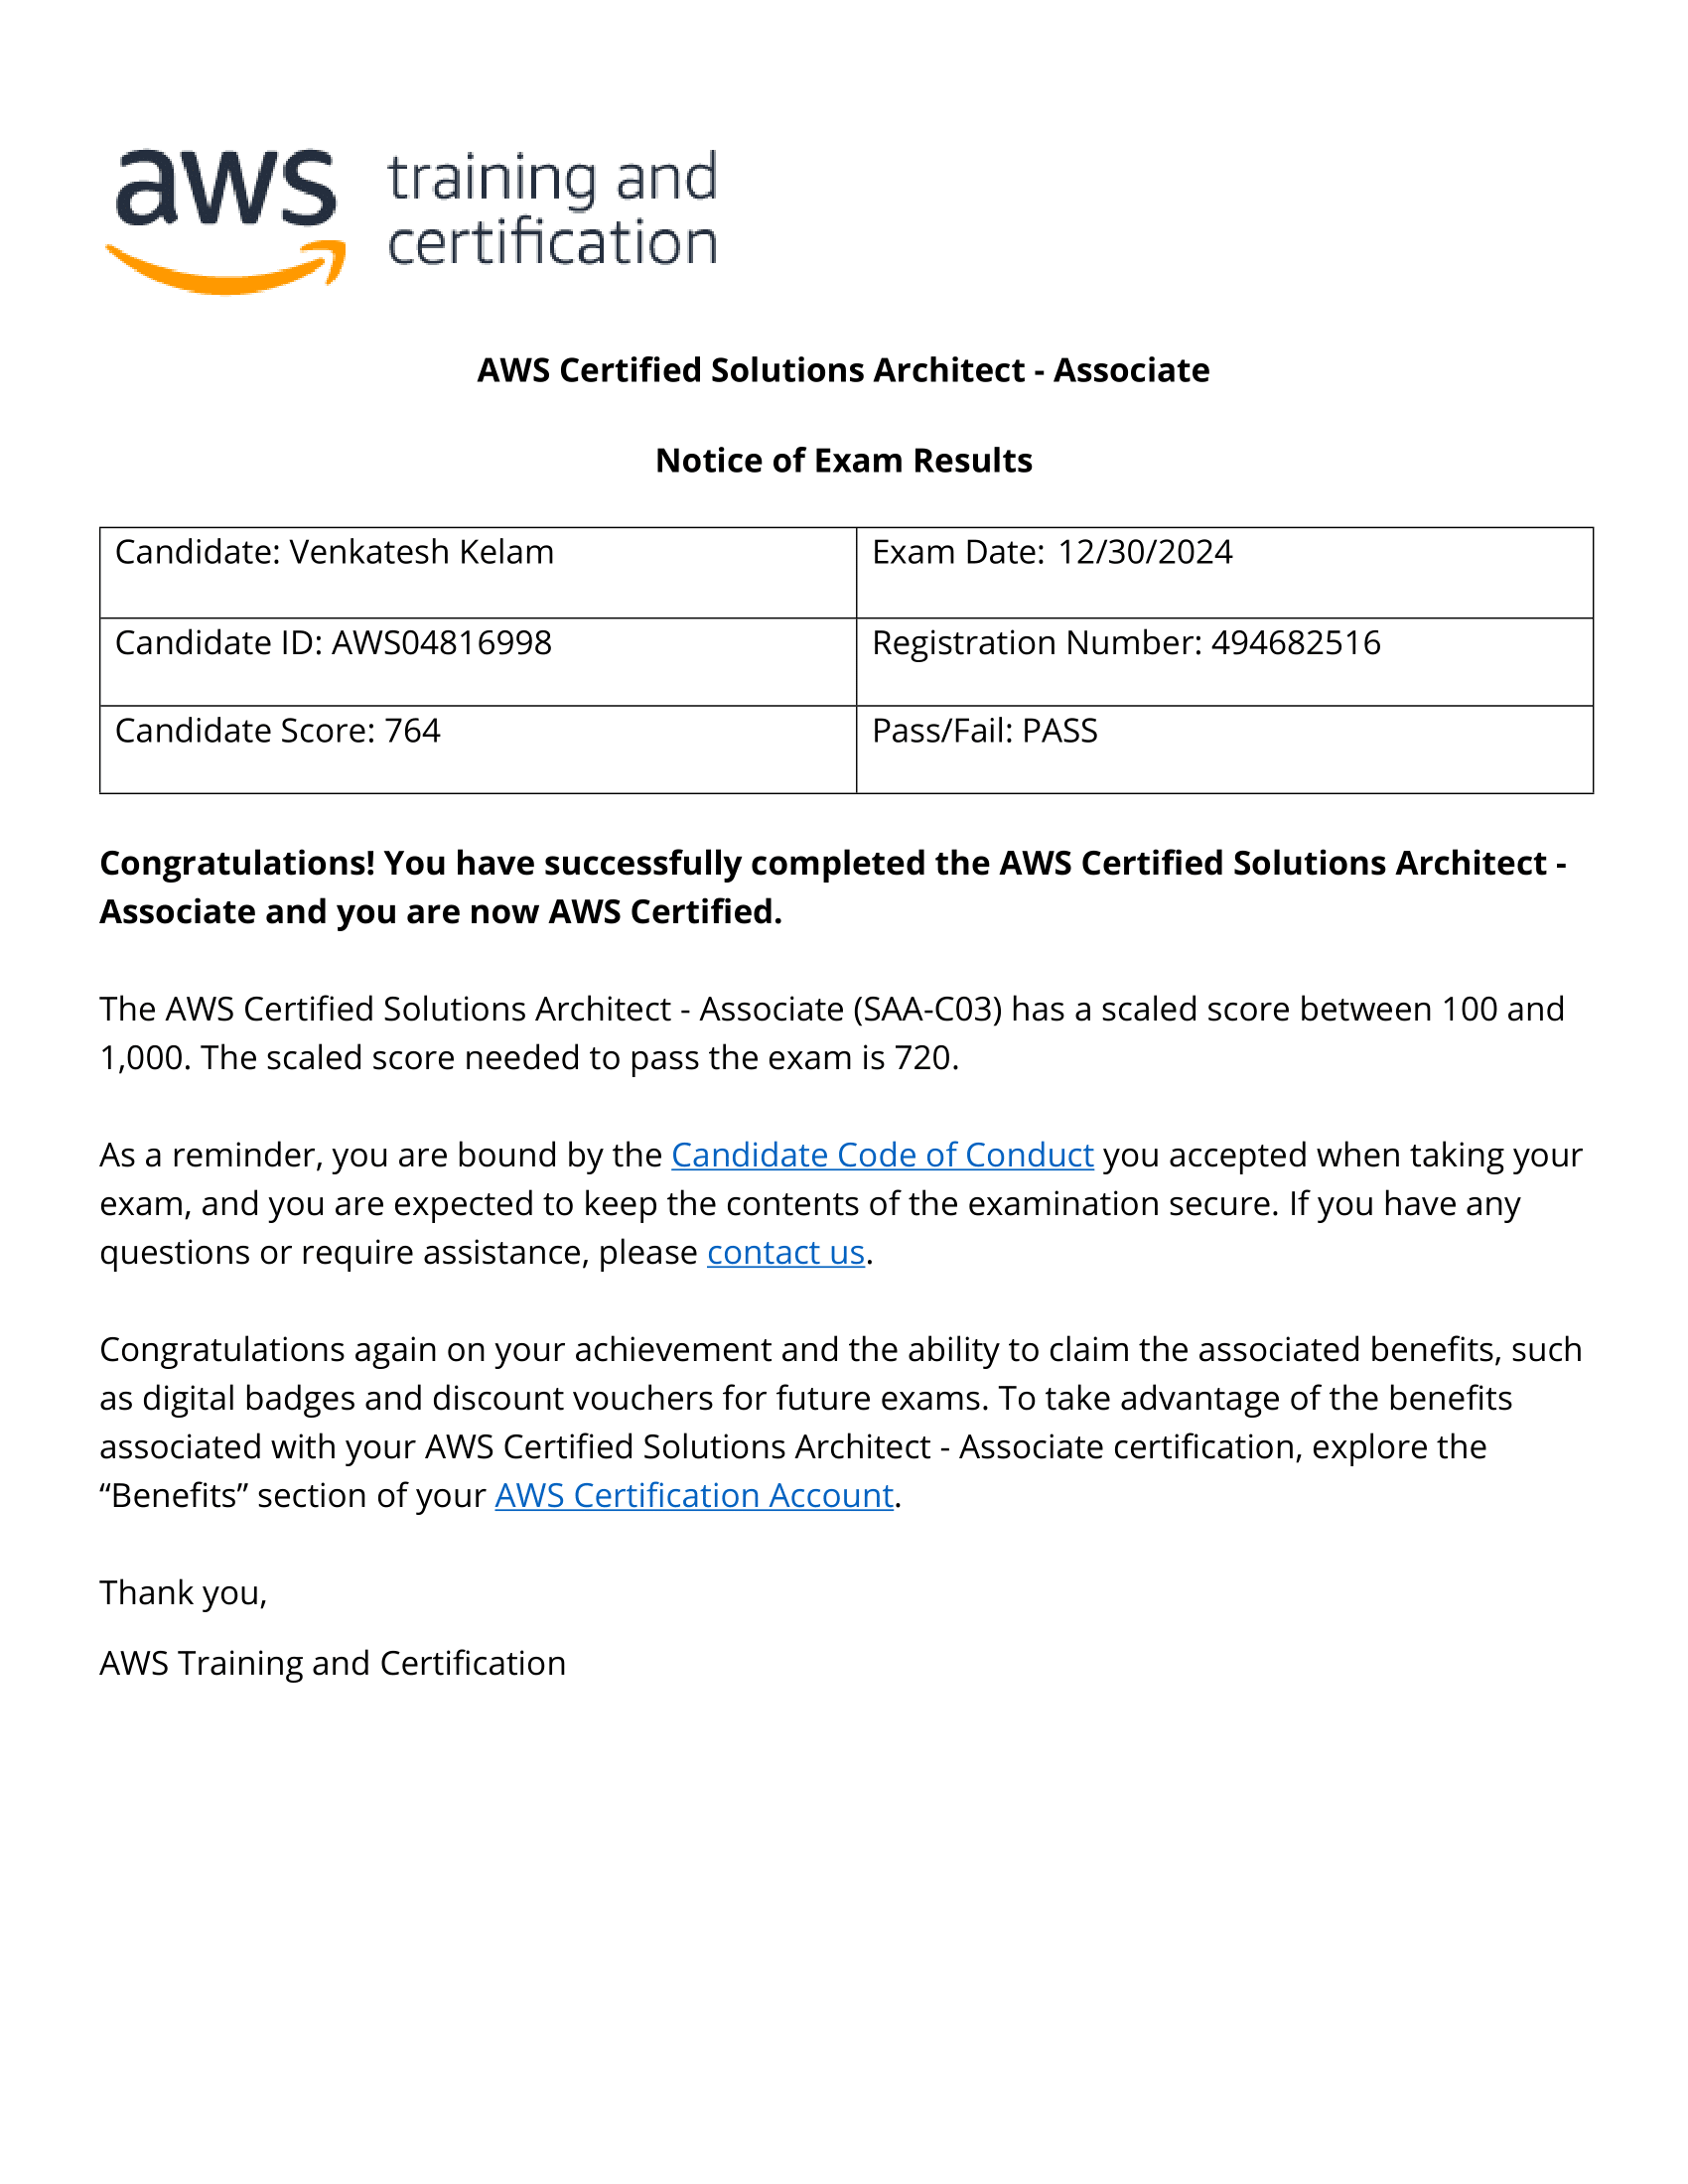 aws training and
certification
AWS Certified Solutions Architect - Associate
Notice of Exam Results
Candidate: Venkatesh Kelam
Exam Date: 12/30/2024
Candidate ID: AWS04816998
Registration Number: 494682516
Candidate Score: 764
Pass/Fail: PASS
Congratulations! You have successfully completed the AWS Certified Solutions Architect -
Associate and you are now AWS Certified.
The AWS Certified Solutions Architect - Associate (SAA-C03) has a scaled score between 100 and
1,000. The scaled score needed to pass the exam is 720.
As a reminder, you are bound by the Candidate Code of Conduct you accepted when taking your
exam, and you are expected to keep the contents of the examination secure. If you have any
questions or require assistance, please contact us.
Congratulations again on your achievement and the ability to claim the associated benefits, such
as digital badges and discount vouchers for future exams. To take advantage of the benefits
associated with your AWS Certified Solutions Architect - Associate certification, explore the
“Benefits” section of your AWS Certification Account.
Thank you,
AWS Training and Certification